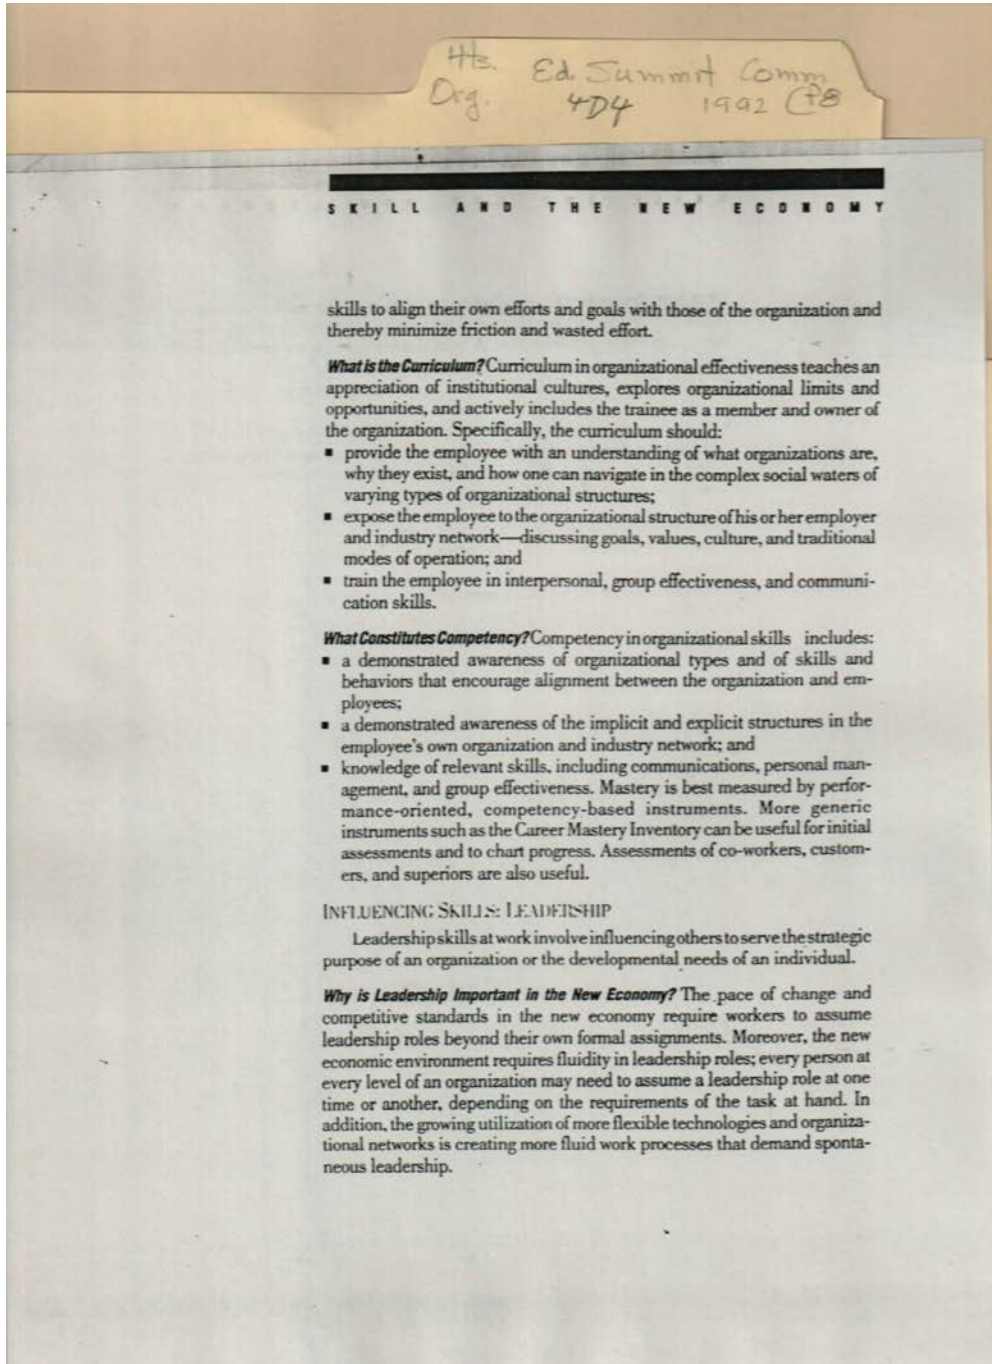 Hs. Ed. Summit Comm
Org. 4D4 1992
SKILL AND THE NEW ECONOMY
skills to align their own efforts and goals with those of the organization and
thereby minimize friction and wasted effort.
What is the Curriculum? Curriculum in organizational effectiveness teaches an
appreciation of institutional cultures, explores organizational limits and
opportunities, and actively includes the trainee as a member and owner of
the organization. Specifically, the curriculum should:
▪ provide the employee with an understanding of what organizations are,
why they exist, and how one can navigate in the complex social waters of
varying types of organizational structures;
▪ expose the employee to the organizational structure of his or her employer
and industry network—discussing goals, values, culture, and traditional
modes of operation; and
▪ train the employee in interpersonal, group effectiveness, and communi-
cation skills.
What Constitutes Competency? Competency in organizational skills includes:
▪ a demonstrated awareness of organizational types and of skills and
behaviors that encourage alignment between the organization and em-
ployees;
▪ a demonstrated awareness of the implicit and explicit structures in the
employee's own organization and industry network; and
▪ knowledge of relevant skills, including communications, personal man-
agement, and group effectiveness. Mastery is best measured by perfor-
mance-oriented, competency-based instruments. More generic
instruments such as the Career Mastery Inventory can be useful for initial
assessments and to chart progress. Assessments of co-workers, custom-
ers, and superiors are also useful.
INFLUENCING SKILLS: LEADERSHIP
Leadership skills at work involve influencing others to serve the strategic
purpose of an organization or the developmental needs of an individual.
Why is Leadership Important in the New Economy? The pace of change and
competitive standards in the new economy require workers to assume
leadership roles beyond their own formal assignments. Moreover, the new
economic environment requires fluidity in leadership roles; every person at
every level of an organization may need to assume a leadership role at one
time or another, depending on the requirements of the task at hand. In
addition, the growing utilization of more flexible technologies and organiza-
tional networks is creating more fluid work processes that demand sponta-
neous leadership.